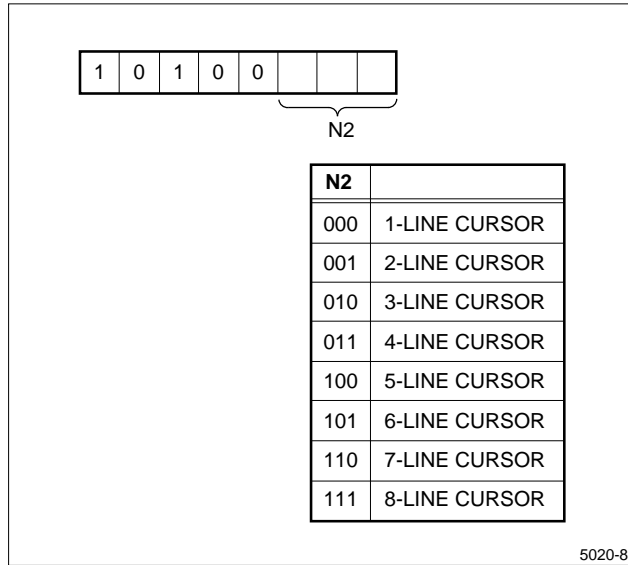 1 0 1 0 0
N2
N2
000 1-LINE CURSOR
001 2-LINE CURSOR
010 3-LINE CURSOR
011 4-LINE CURSOR
100 5-LINE CURSOR
101 6-LINE CURSOR
110 7-LINE CURSOR
111 8-LINE CURSOR
5020-8